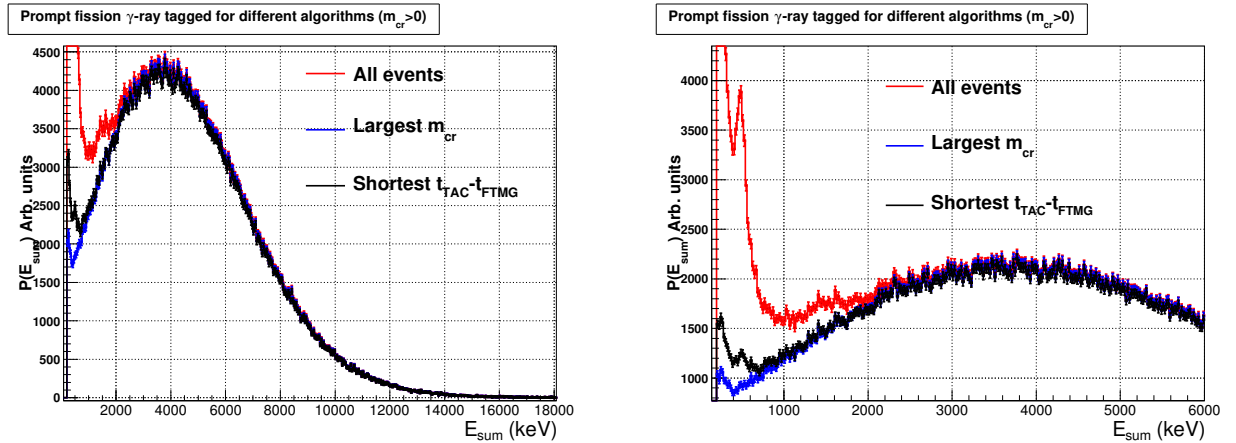 Prompt fission γ-ray tagged for different algorithms (m_cr>0)
P(E_sum) Arb. units
4500
4000
3500
3000
2500
2000
1500
1000
500
0
All events
Largest m_cr
Shortest t_TAC-t_FTMG
2000 4000 6000 8000 10000 12000 14000 16000 18000
E_sum (keV)
Prompt fission γ-ray tagged for different algorithms (m_cr>0)
P(E_sum) Arb. units
4000
3500
3000
2500
2000
1500
1000
All events
Largest m_cr
Shortest t_TAC-t_FTMG
1000 2000 3000 4000 5000 6000
E_sum (keV)